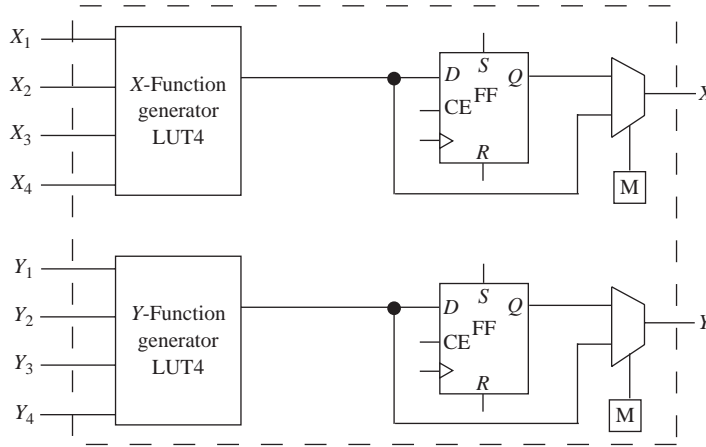 X1
X2
X3
X4
X-Function
generator
LUT4
D
S
Q
CE
FF
R
M
X
Y1
Y2
Y3
Y4
Y-Function
generator
LUT4
D
S
Q
CE
FF
R
M
Y